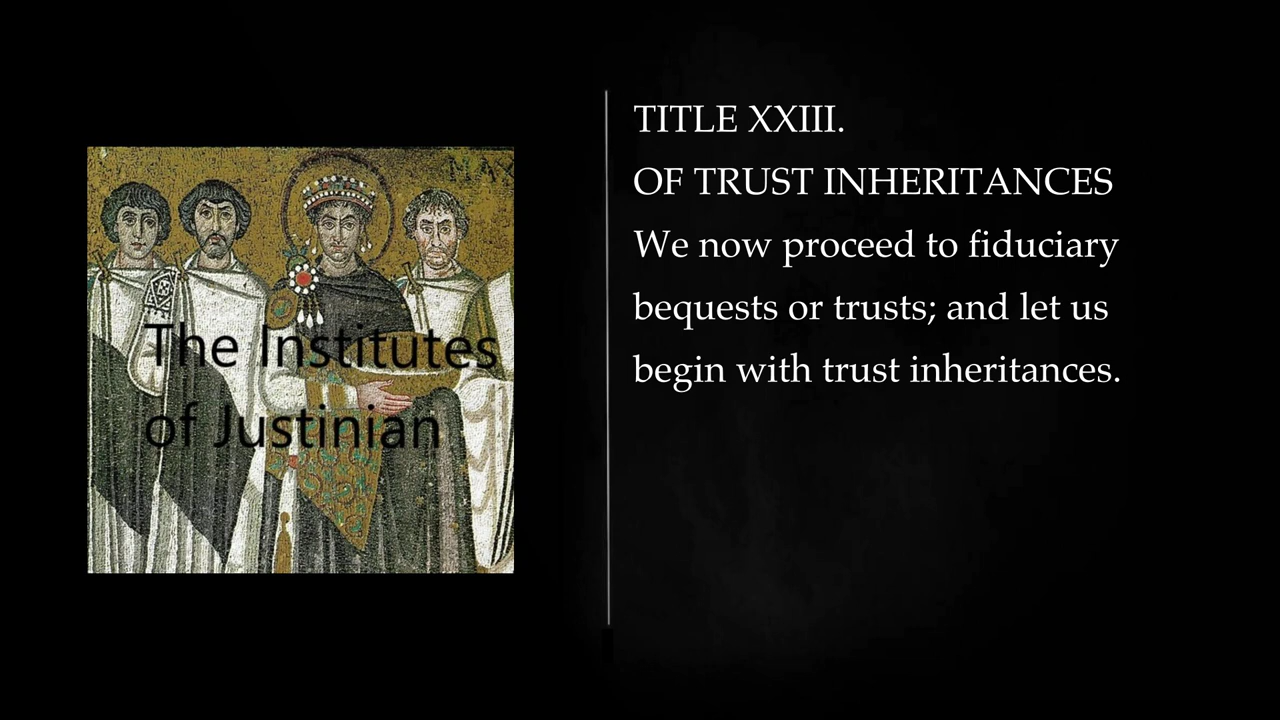 The Institutes
of Justinian
TITLE XXIII.
OF TRUST INHERITANCES
We now proceed to fiduciary
bequests or trusts; and let us
begin with trust inheritances.